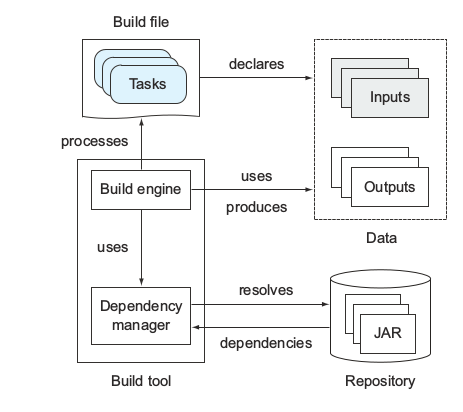 Build file
Tasks
declares
Inputs
processes
Build engine
uses
produces
Outputs
Data
uses
Dependency
manager
resolves
dependencies
JAR
Build tool
Repository